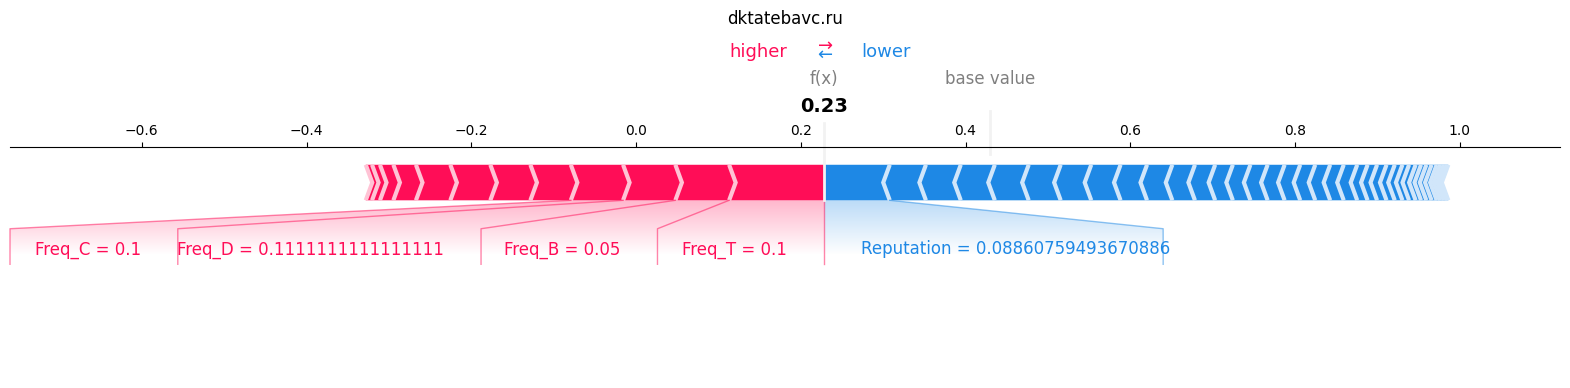 dktatebavc.ru
higher ⇄ lower
f(x) base value
0.23
−0.6 −0.4 −0.2 0.0 0.2 0.4 0.6 0.8 1.0
Freq_C = 0.1 Freq_D = 0.1111111111111111 Freq_B = 0.05 Freq_T = 0.1 Reputation = 0.08860759493670886